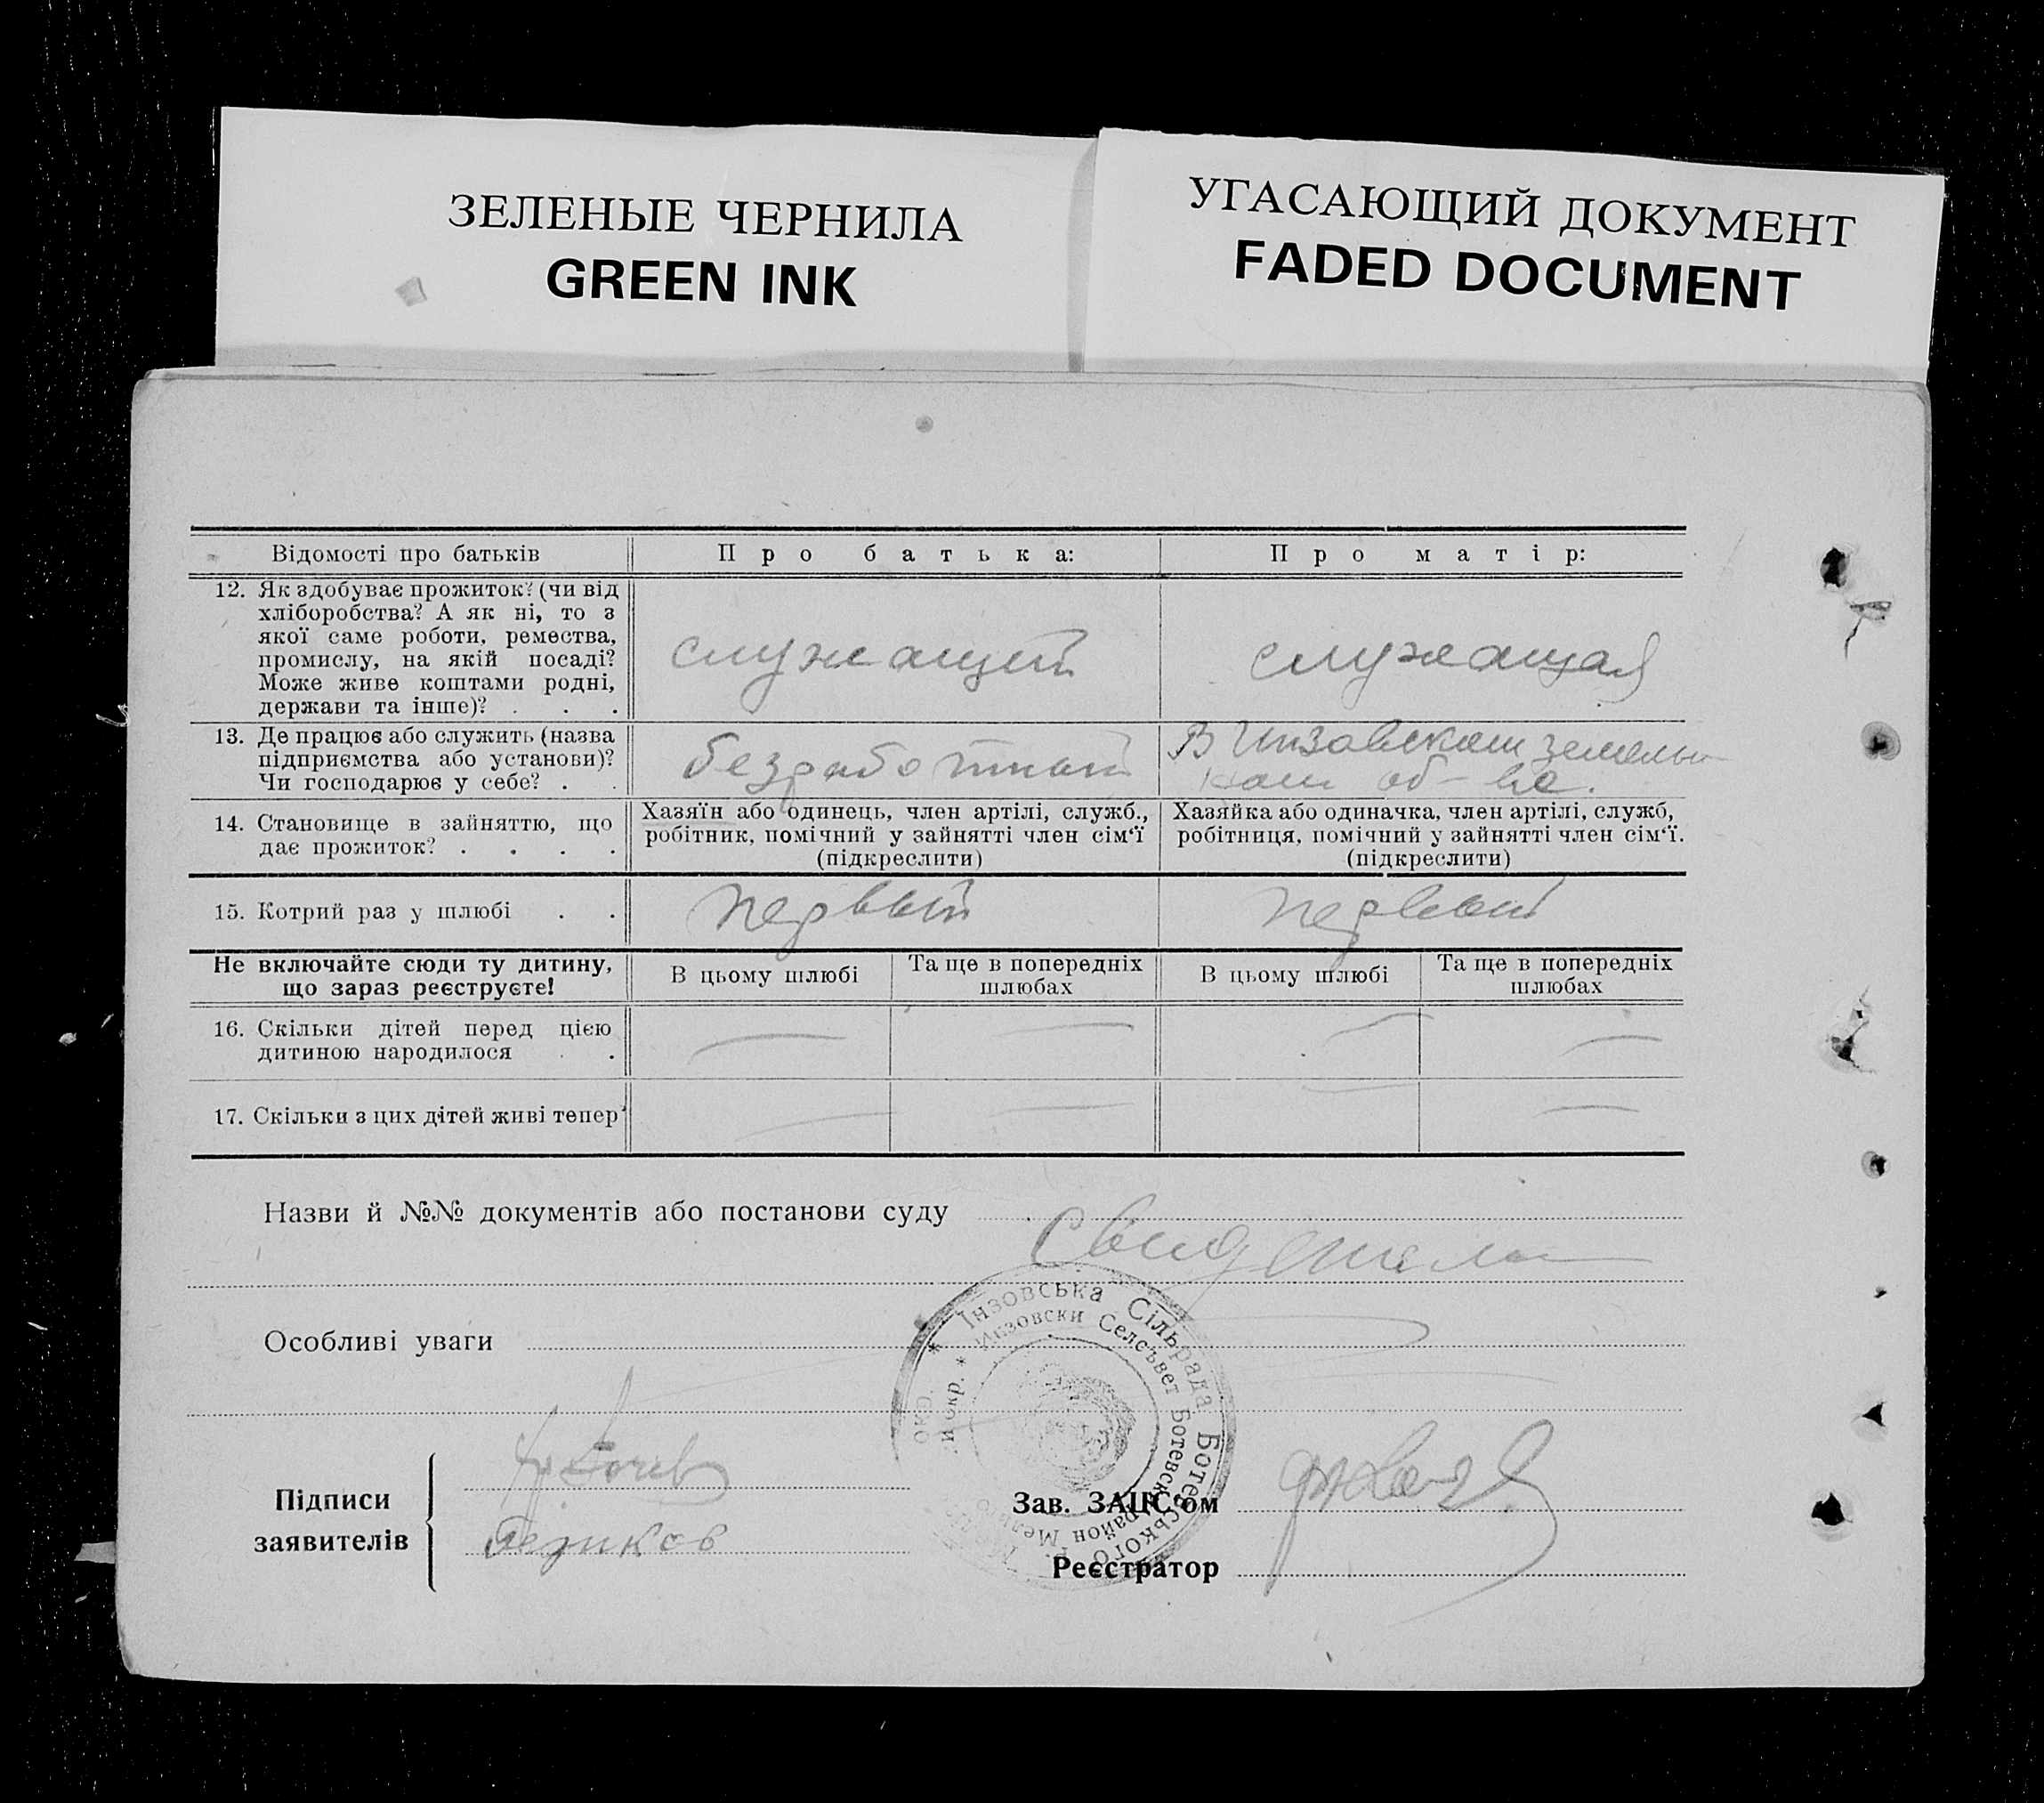 ЗЕЛЕНЫЕ ЧЕРНИЛА
GREEN INK
УГАСАЮЩИЙ ДОКУМЕНТ
FADED DOCUMENT
Відомості про батьків
Про батька:
Про матір:
12. Як здобуває прожиток? (чи від
хліборобства? А як ні, то з
якої саме роботи, ремества,
промислу, на якій посаді?
Може живе коштами родні,
держави та інше)? . . .
служащий
служащая
13. Де працює або служить (назва
підприємства або установи)?
Чи господарює у себе? . .
безработный
В Инзовском земель
ном об-ве.
14. Становище в зайняттю, що
дає прожиток? . . . .
Хазяїн або одинець, член артілі, служб.,
робітник, помічний у зайнятті член сім'ї
(підкреслити)
Хазяйка або одиначка, член артілі, служб,
робітниця, помічний у зайнятті член сім'ї.
(підкреслити)
15. Котрий раз у шлюбі . .
первый
первый
Не включайте сюди ту дитину,
що зараз реєструєте!
В цьому шлюбі
Та ще в попередніх
шлюбах
В цьому шлюбі
Та ще в попередніх
шлюбах
16. Скільки дітей перед цією
дитиною народилося . .
17. Скільки з цих дітей живі тепер
Назви й №№ документів або постанови суду
Свидетели
Особливі уваги
* Інзовська Сільрада Ботевського
* Инзовски Селсъвет Ботевски район Мелит
Підписи
заявителів
Зав. ЗАГС'ом
Реєстратор